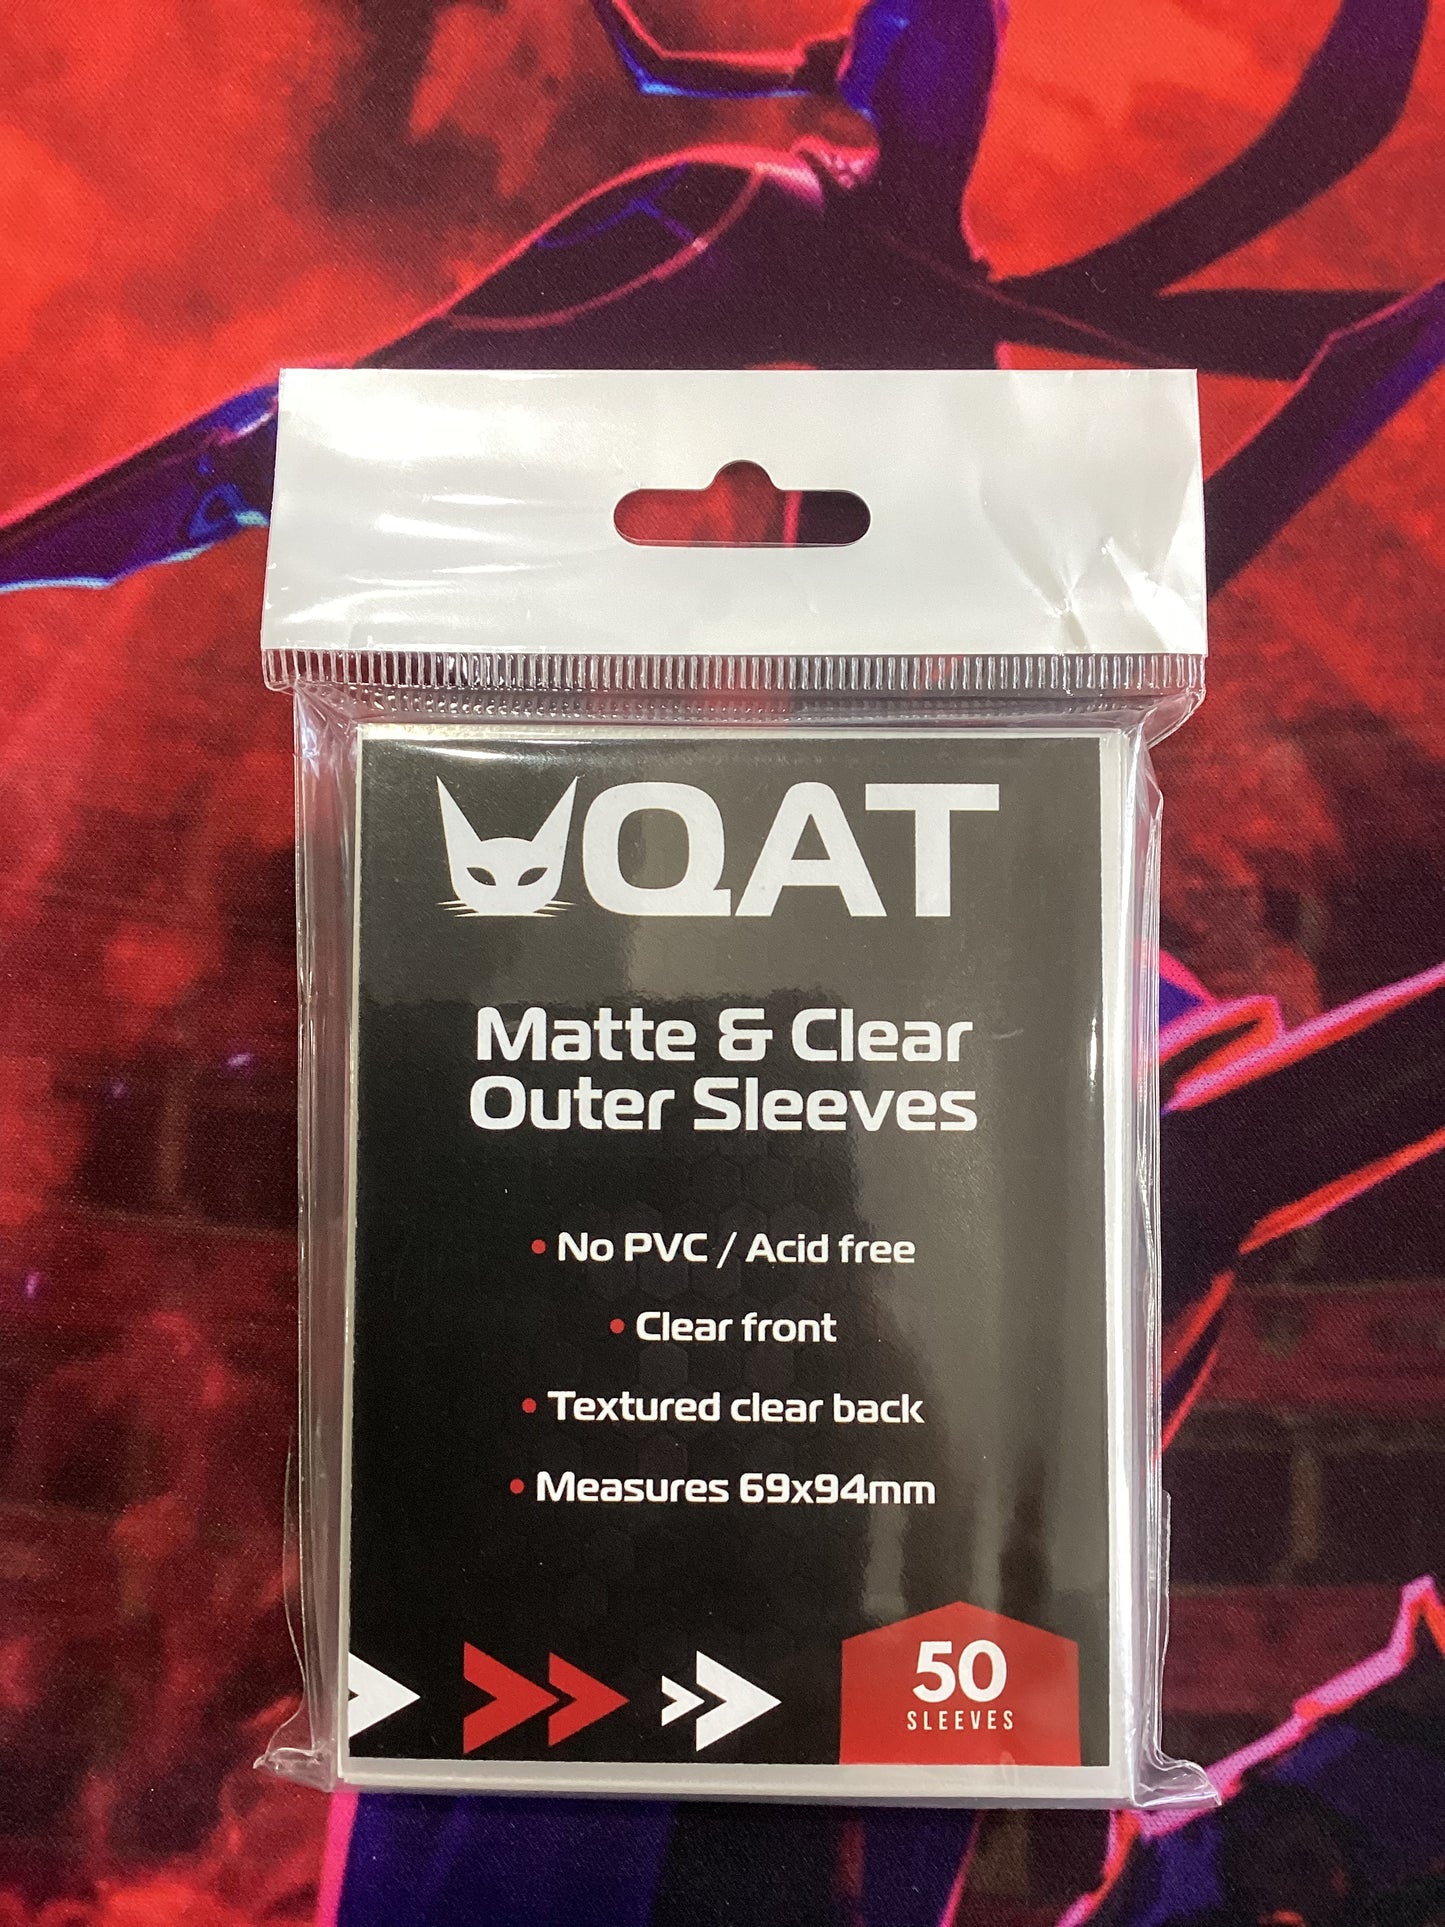 QAT
Matte & Clear
Outer Sleeves
• No PVC / Acid free
• Clear front
• Textured clear back
• Measures 69x94mm
50
SLEEVES